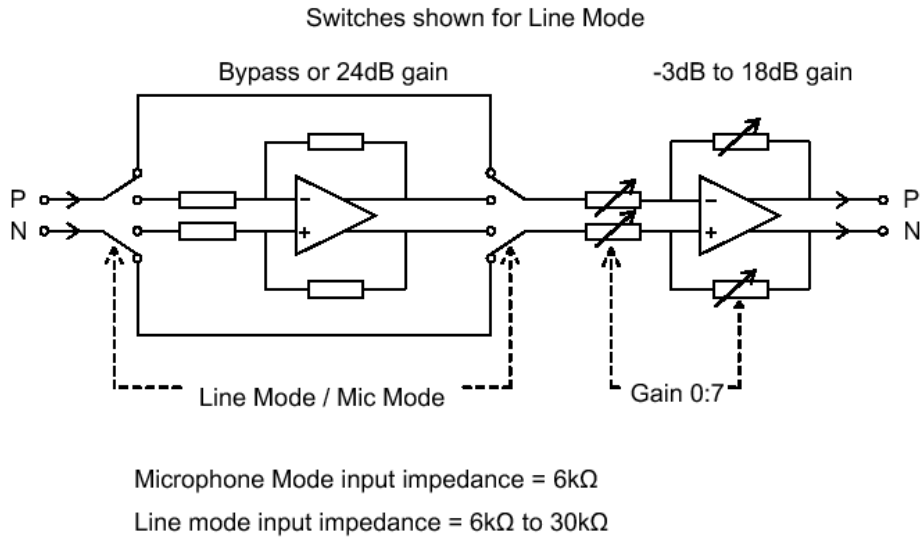 Switches shown for Line Mode
Bypass or 24dB gain
-3dB to 18dB gain
P
P
N
N
−
+
−
+
Line Mode / Mic Mode
Gain 0:7
Microphone Mode input impedance = 6kΩ
Line mode input impedance = 6kΩ to 30kΩ